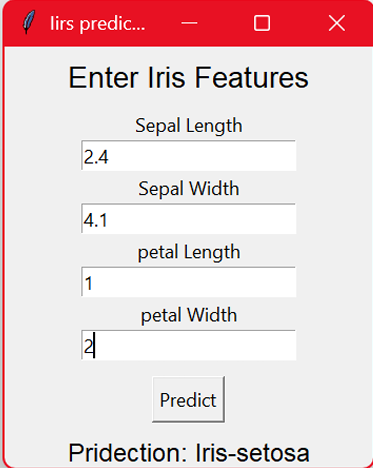 Iirs predic...
Enter Iris Features
Sepal Length
2.4
Sepal Width
4.1
petal Length
1
petal Width
2
Predict
Pridection: Iris-setosa